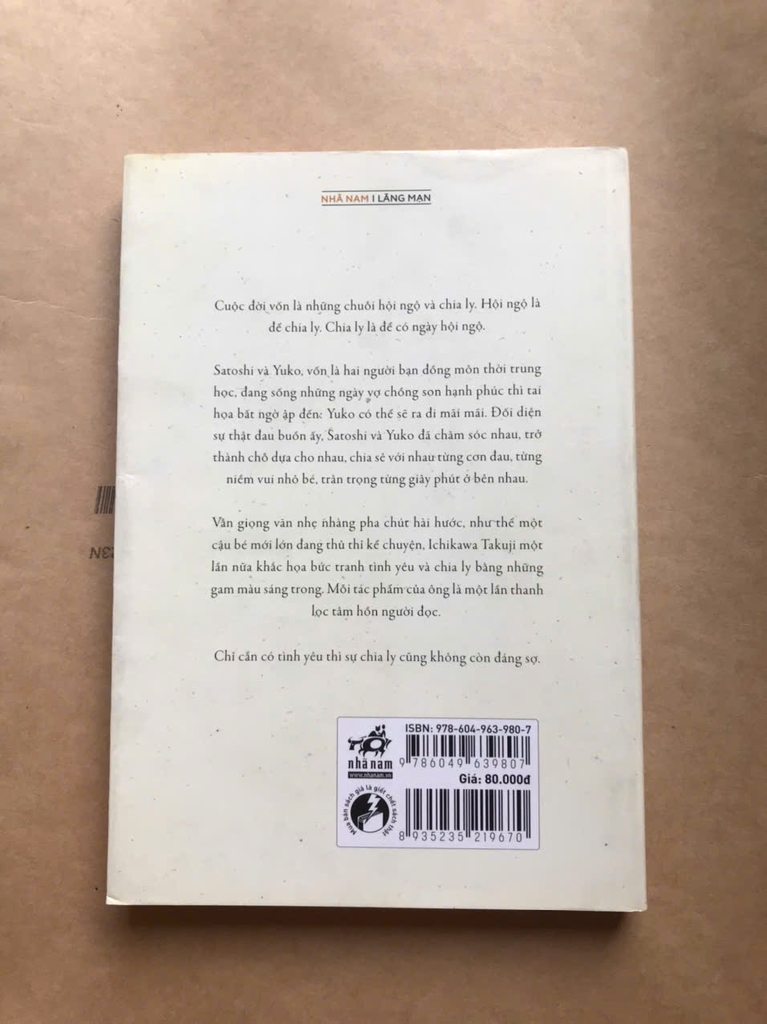 NHÃ NAM | LÃNG MẠN
Cuộc đời vốn là những chuỗi hội ngộ và chia ly. Hội ngộ là
để chia ly. Chia ly là để có ngày hội ngộ.
Satoshi và Yuko, vốn là hai người bạn đồng môn thời trung
học, đang sống những ngày vợ chồng son hạnh phúc thì tai
họa bất ngờ ập đến: Yuko có thể sẽ ra đi mãi mãi. Đối diện
sự thật đau buồn ấy, Satoshi và Yuko đã chăm sóc nhau, trở
thành chỗ dựa cho nhau, chia sẻ với nhau từng cơn đau, từng
niềm vui nhỏ bé, trân trọng từng giây phút ở bên nhau.
Vẫn giọng văn nhẹ nhàng pha chút hài hước, như thể một
cậu bé mới lớn đang thủ thỉ kể chuyện, Ichikawa Takuji một
lần nữa khắc họa bức tranh tình yêu và chia ly bằng những
gam màu sáng trong. Mỗi tác phẩm của ông là một lần thanh
lọc tâm hồn người đọc.
Chỉ cần có tình yêu thì sự chia ly cũng không còn đáng sợ.
ISBN: 978-604-963-980-7
nhã nam
www.nhanam.vn
9 786049 639807
Giá: 80.000đ
Mua bán sách giả là giết chết sách thật
8 935235 219670